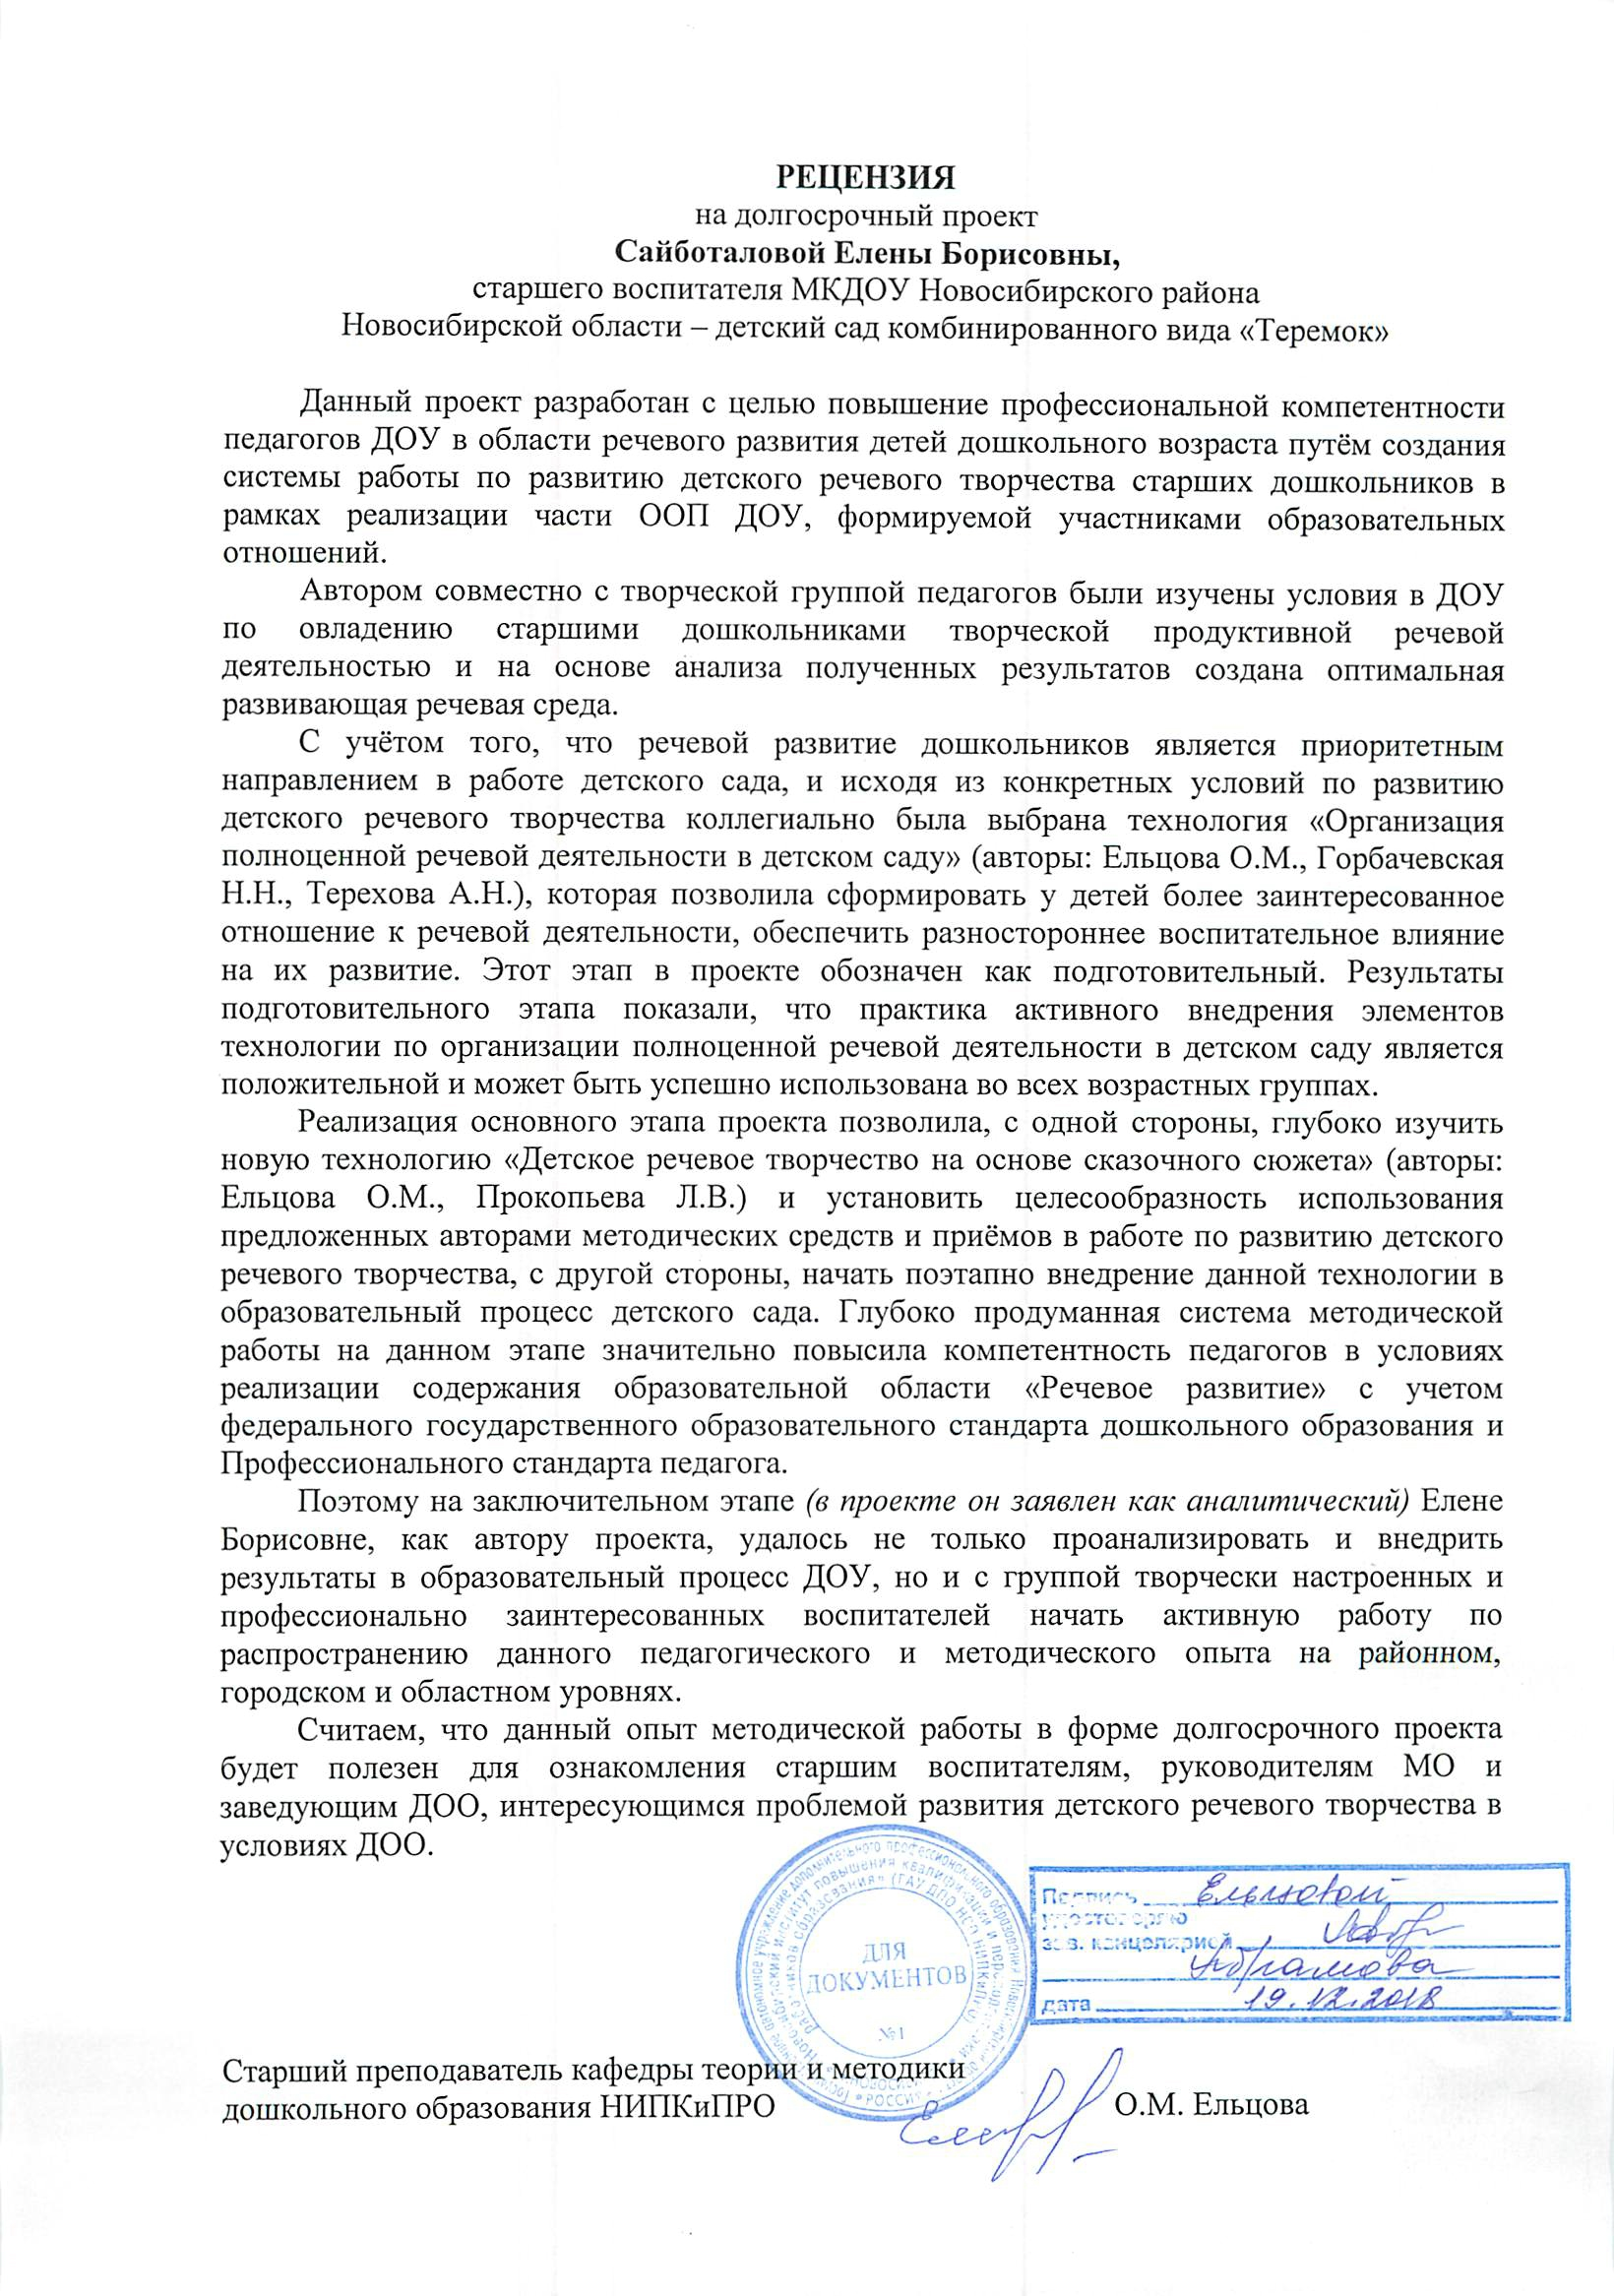 РЕЦЕНЗИЯ
на долгосрочный проект
Сайботаловой Елены Борисовны,
старшего воспитателя МКДОУ Новосибирского района
Новосибирской области – детский сад комбинированного вида «Теремок»
Данный проект разработан с целью повышение профессиональной компетентности
педагогов ДОУ в области речевого развития детей дошкольного возраста путём создания
системы работы по развитию детского речевого творчества старших дошкольников в
рамках реализации части ООП ДОУ, формируемой участниками образовательных
отношений.
Автором совместно с творческой группой педагогов были изучены условия в ДОУ
по овладению старшими дошкольниками творческой продуктивной речевой
деятельностью и на основе анализа полученных результатов создана оптимальная
развивающая речевая среда.
С учётом того, что речевой развитие дошкольников является приоритетным
направлением в работе детского сада, и исходя из конкретных условий по развитию
детского речевого творчества коллегиально была выбрана технология «Организация
полноценной речевой деятельности в детском саду» (авторы: Ельцова О.М., Горбачевская
Н.Н., Терехова А.Н.), которая позволила сформировать у детей более заинтересованное
отношение к речевой деятельности, обеспечить разностороннее воспитательное влияние
на их развитие. Этот этап в проекте обозначен как подготовительный. Результаты
подготовительного этапа показали, что практика активного внедрения элементов
технологии по организации полноценной речевой деятельности в детском саду является
положительной и может быть успешно использована во всех возрастных группах.
Реализация основного этапа проекта позволила, с одной стороны, глубоко изучить
новую технологию «Детское речевое творчество на основе сказочного сюжета» (авторы:
Ельцова О.М., Прокопьева Л.В.) и установить целесообразность использования
предложенных авторами методических средств и приёмов в работе по развитию детского
речевого творчества, с другой стороны, начать поэтапно внедрение данной технологии в
образовательный процесс детского сада. Глубоко продуманная система методической
работы на данном этапе значительно повысила компетентность педагогов в условиях
реализации содержания образовательной области «Речевое развитие» с учетом
федерального государственного образовательного стандарта дошкольного образования и
Профессионального стандарта педагога.
Поэтому на заключительном этапе (в проекте он заявлен как аналитический) Елене
Борисовне, как автору проекта, удалось не только проанализировать и внедрить
результаты в образовательный процесс ДОУ, но и с группой творчески настроенных и
профессионально заинтересованных воспитателей начать активную работу по
распространению данного педагогического и методического опыта на районном,
городском и областном уровнях.
Считаем, что данный опыт методической работы в форме долгосрочного проекта
будет полезен для ознакомления старшим воспитателям, руководителям МО и
заведующим ДОО, интересующимся проблемой развития детского речевого творчества в
условиях ДОО.
ДЛЯ
ДОКУМЕНТОВ
№1
Подпись Ельцовой
удостоверяю
зав. канцелярией
Абрамова
дата 19.12.2018
Старший преподаватель кафедры теории и методики
дошкольного образования НИПКиПРО О.М. Ельцова